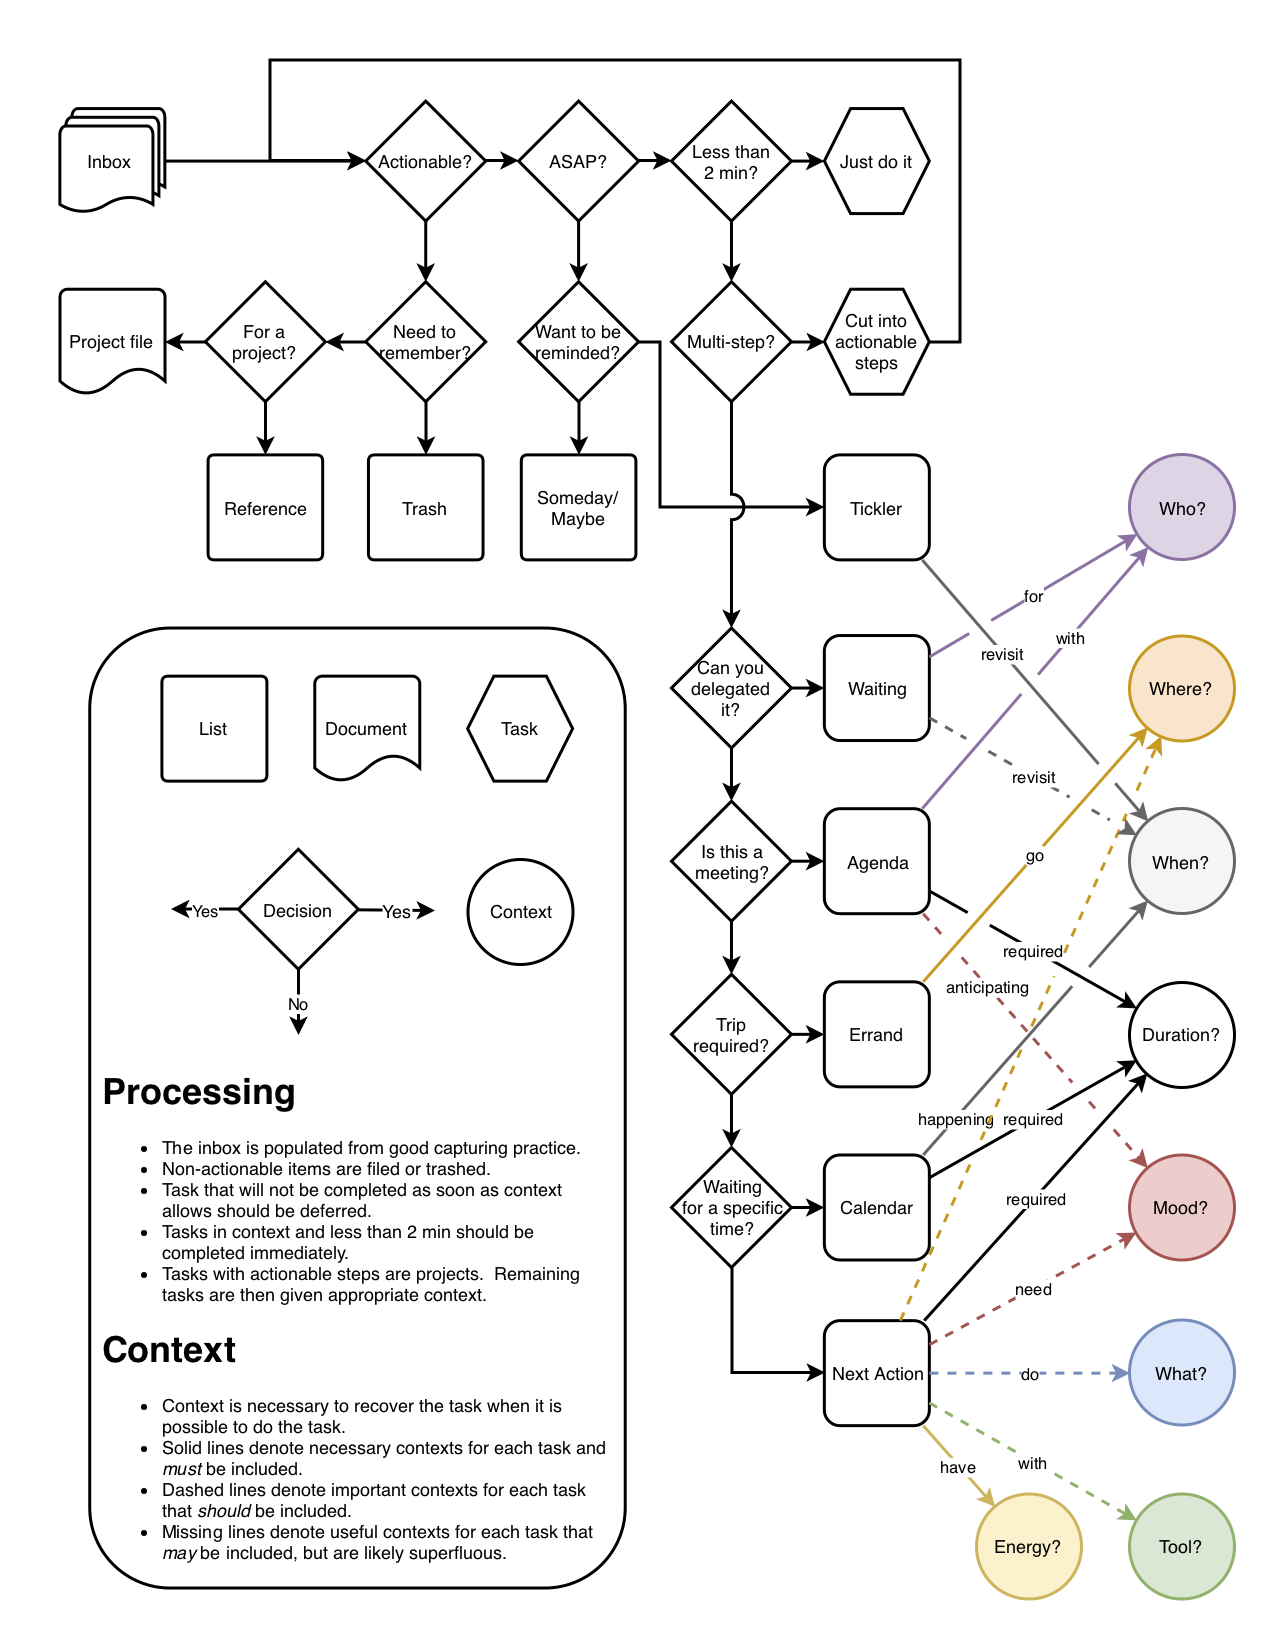 Inbox
Actionable?
ASAP?
Less than
2 min?
Just do it
Project file
For a
project?
Need to
remember?
Want to be
reminded?
Multi-step?
Cut into
actionable
steps
Reference
Trash
Someday/
Maybe
Tickler
Who?
for
with
revisit
Can you
delegated
it?
Waiting
Where?
revisit
List
Document
Task
Is this a
meeting?
Agenda
go
When?
Yes
Decision
Yes
Context
No
required
anticipating
Trip
required?
Errand
Duration?
happening
required
Waiting
for a specific
time?
Calendar
required
Mood?
need
Next Action
do
What?
have
with
Energy?
Tool?
Processing
• The inbox is populated from good capturing practice.
• Non-actionable items are filed or trashed.
• Task that will not be completed as soon as context
allows should be deferred.
• Tasks in context and less than 2 min should be
completed immediately.
• Tasks with actionable steps are projects.  Remaining
tasks are then given appropriate context.
Context
• Context is necessary to recover the task when it is
possible to do the task.
• Solid lines denote necessary contexts for each task and
must be included.
• Dashed lines denote important contexts for each task
that should be included.
• Missing lines denote useful contexts for each task that
may be included, but are likely superfluous.